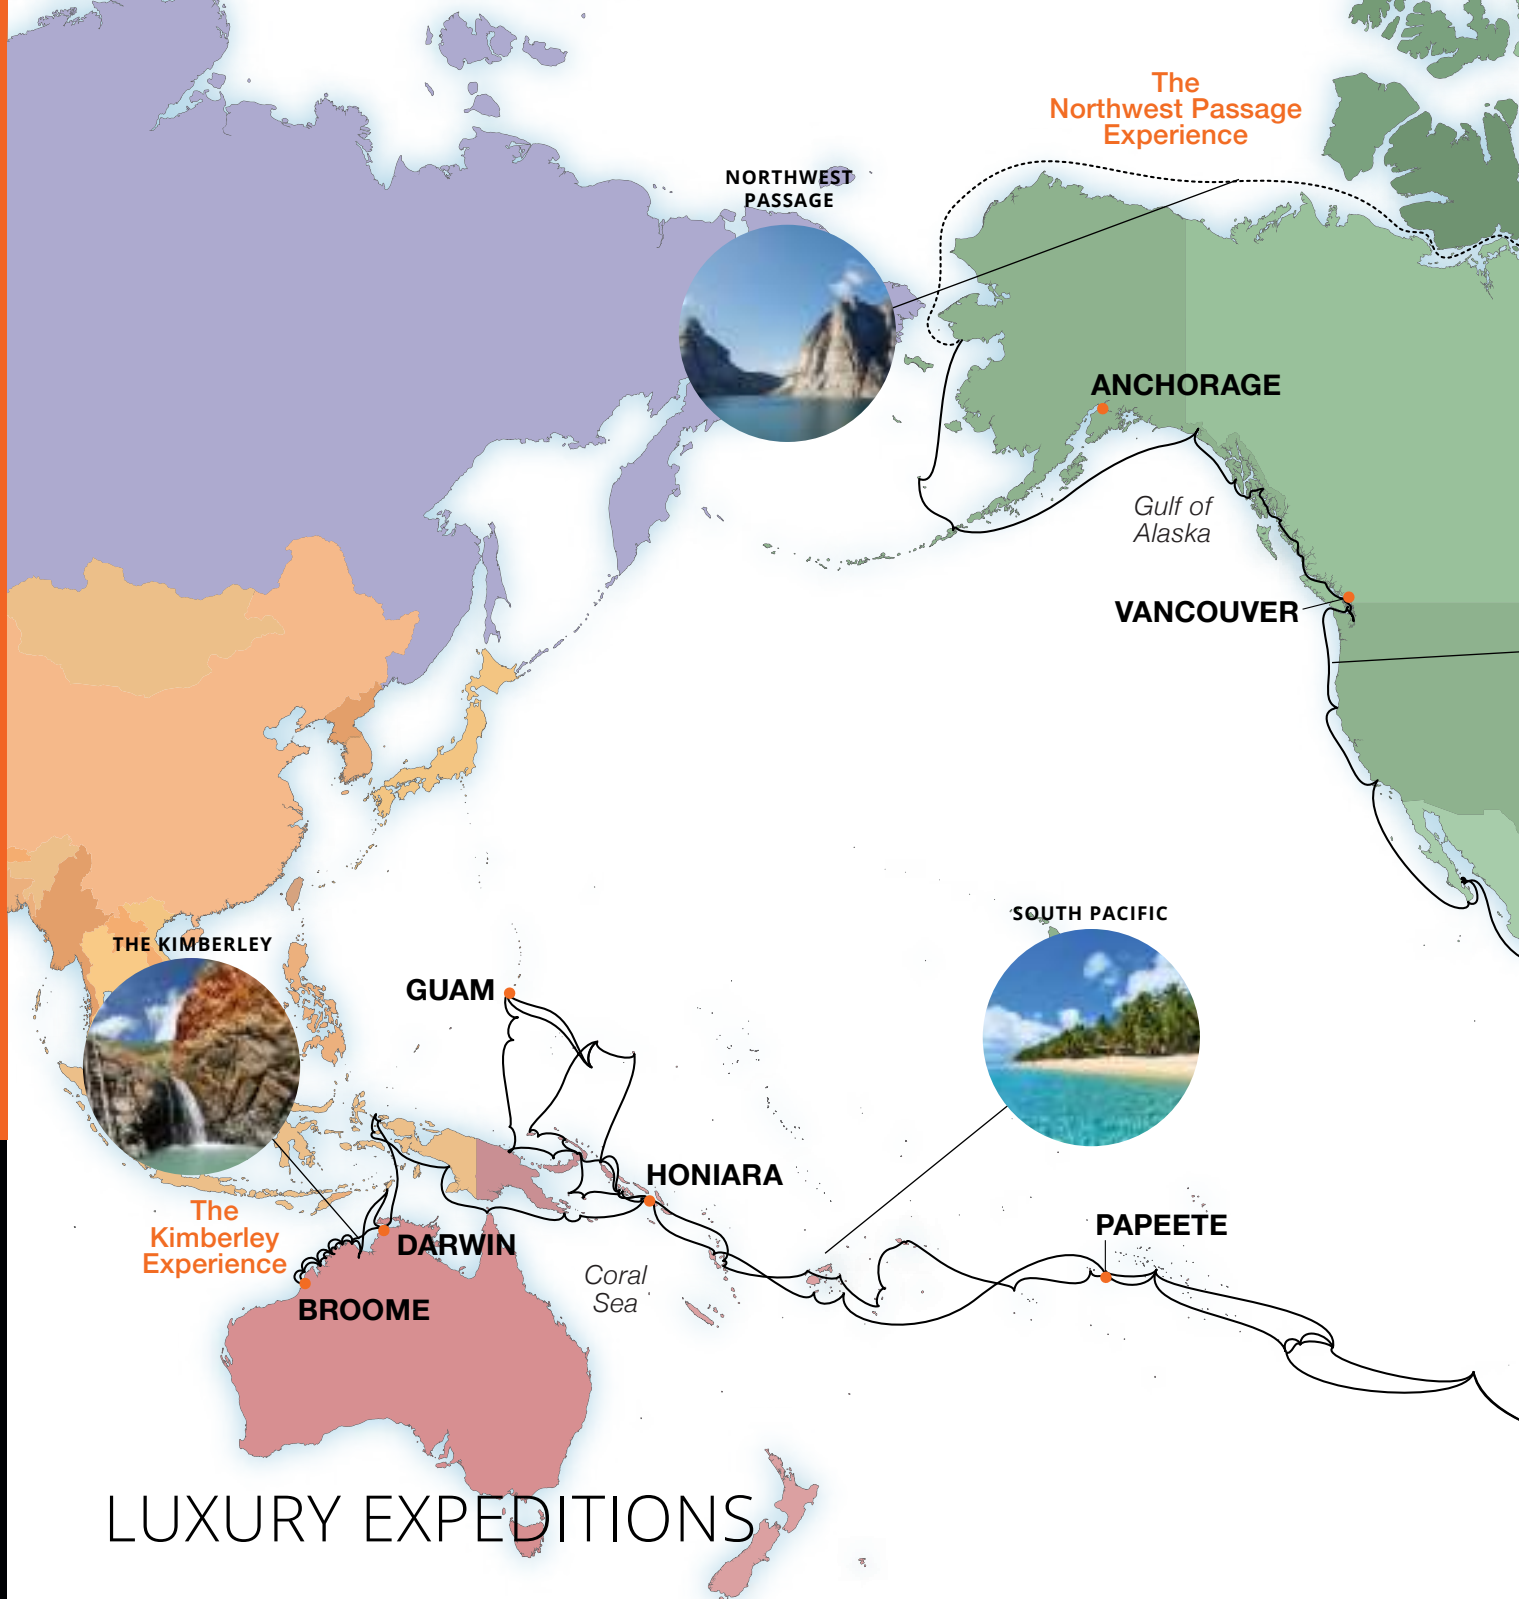 The
Northwest Passage
Experience
NORTHWEST
PASSAGE
ANCHORAGE
Gulf of
Alaska
VANCOUVER
SOUTH PACIFIC
THE KIMBERLEY
GUAM
HONIARA
The
Kimberley
Experience
DARWIN
PAPEETE
Coral
Sea
BROOME
LUXURY EXPEDITIONS